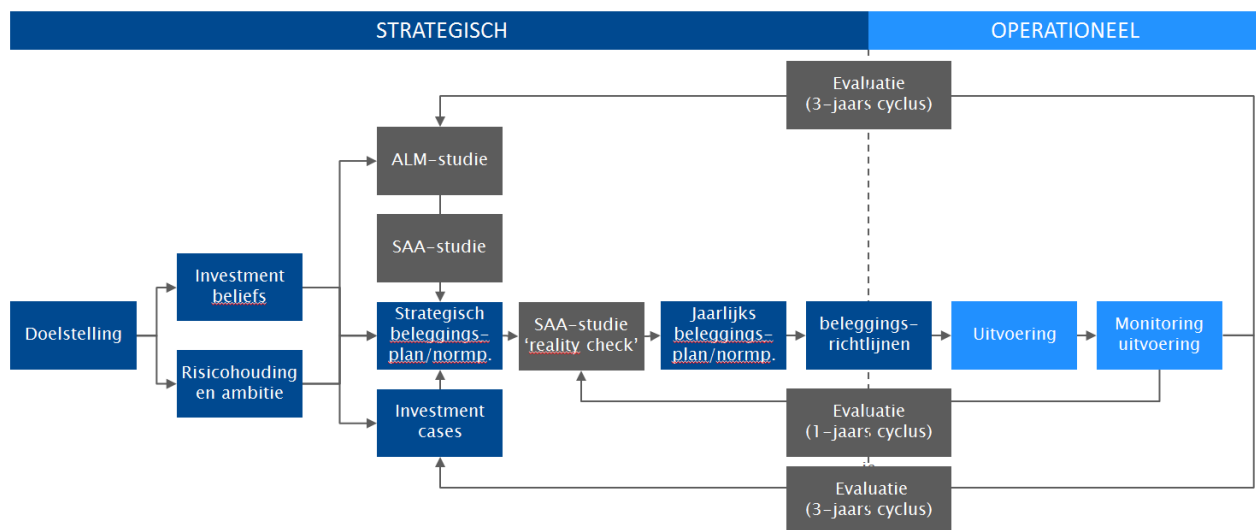 STRATEGISCH
OPERATIONEEL
Evaluatie
(3-jaars cyclus)
ALM-studie
SAA-studie
Investment
beliefs
Doelstelling
Risicohouding
en ambitie
Strategisch
beleggings-
plan/normp.
SAA-studie
‘reality check’
Jaarlijks
beleggings-
plan/normp.
beleggings-
richtlijnen
Uitvoering
Monitoring
uitvoering
Investment
cases
Evaluatie
(1-jaars cyclus)
Evaluatie
(3-jaars cyclus)